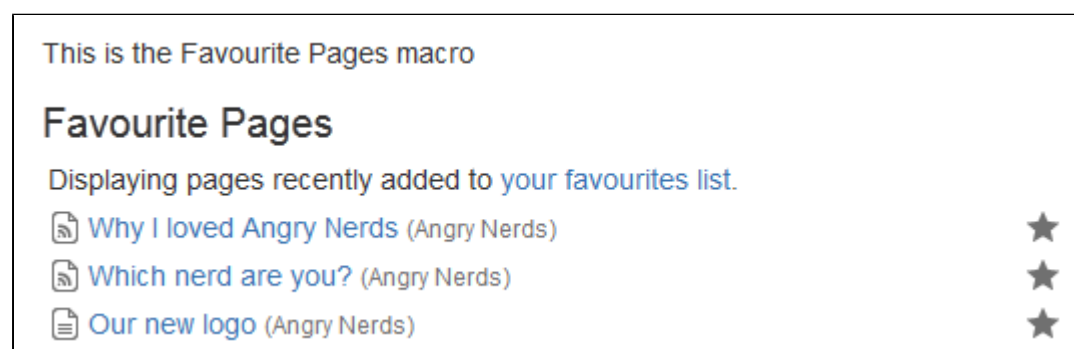 This is the Favourite Pages macro
Favourite Pages
Displaying pages recently added to your favourites list.
Why I loved Angry Nerds (Angry Nerds)
Which nerd are you? (Angry Nerds)
Our new logo (Angry Nerds)